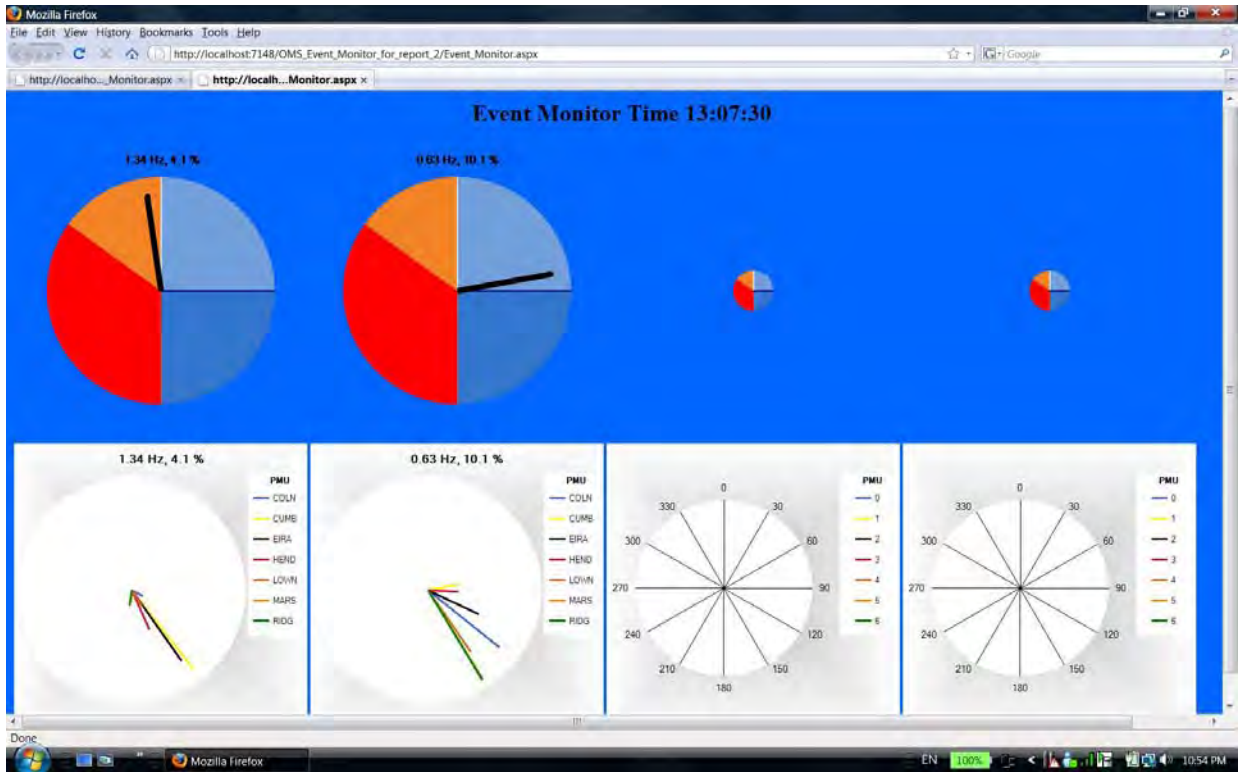 Mozilla Firefox
File Edit View History Bookmarks Tools Help
http://localhost:7148/OMS_Event_Monitor_for_report_2/Event_Monitor.aspx
Google
http://localho..._Monitor.aspx
http://localh...Monitor.aspx
Event Monitor Time 13:07:30
1.34 Hz, 4.1 %
0.63 Hz, 10.1 %
1.34 Hz, 4.1 %
PMU
COLN
CUMB
EIRA
HEND
LOWN
MARS
RIDG
0.63 Hz, 10.1 %
PMU
COLN
CUMB
EIRA
HEND
LOWN
MARS
RIDG
0
30
60
90
120
150
180
210
240
270
300
330
PMU
0
1
2
3
4
5
6
0
30
60
90
120
150
180
210
240
270
300
330
PMU
0
1
2
3
4
5
6
Done
Mozilla Firefox
EN
100%
10:54 PM